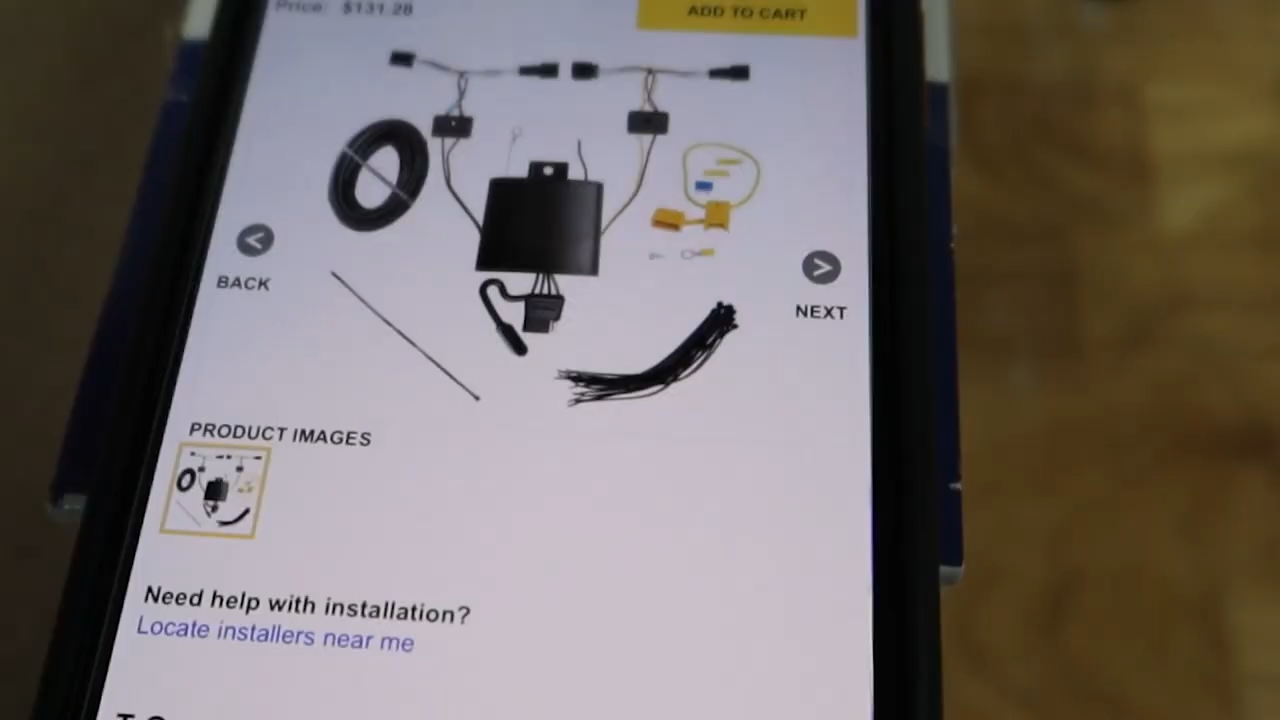 Price: $131.28
ADD TO CART
<
BACK
>
NEXT
PRODUCT IMAGES
Need help with installation?
Locate installers near me